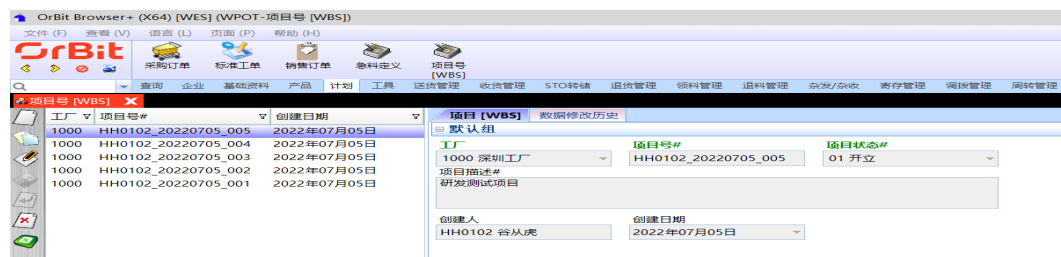 OrBit Browser+ (X64) [WES] (WPOT-项目号 [WBS])
文件 (F) 查看 (V) 语言 (L) 页面 (P) 帮助 (H)
OrBit 采购订单 标准工单 销售订单 急料定义 项目号
[WBS]
查询 企业 基础资料 产品 计划 工具 送货管理 收货管理 STO转储 退货管理 领料管理 退料管理 杂发/杂收 寄存管理 调拨管理 周转管理
项目号 [WBS]
工厂 项目号# 创建日期 项目 [WBS] 数据修改历史
1000 HH0102_20220705_005 2022年07月05日 默认组
1000 HH0102_20220705_004 2022年07月05日 工厂 项目号# 项目状态#
1000 HH0102_20220705_003 2022年07月05日 1000 深圳工厂 HH0102_20220705_005 01 开立
1000 HH0102_20220705_002 2022年07月05日 项目描述#
1000 HH0102_20220705_001 2022年07月05日 研发测试项目
创建人 创建日期
HH0102 谷从虎 2022年07月05日